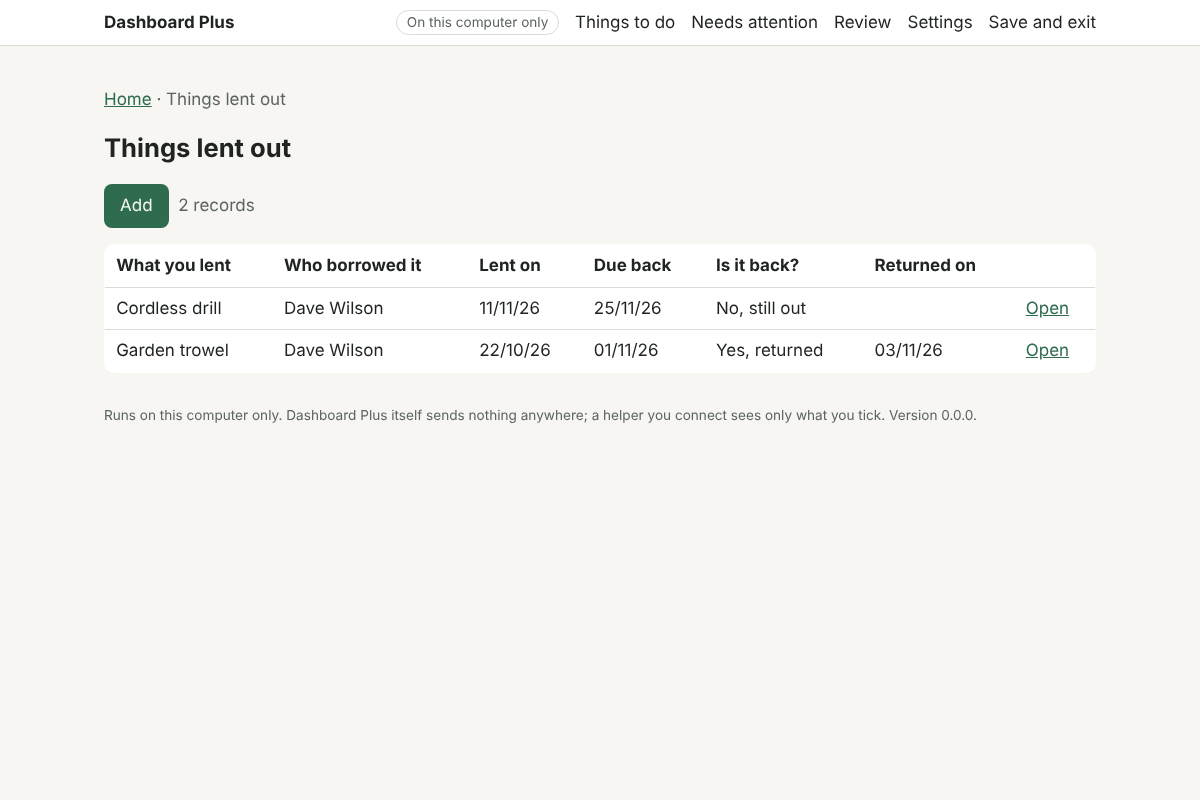 Dashboard Plus On this computer only Things to do Needs attention Review Settings Save and exit
Home · Things lent out
Things lent out
Add 2 records
What you lent Who borrowed it Lent on Due back Is it back? Returned on
Cordless drill Dave Wilson 11/11/26 25/11/26 No, still out Open
Garden trowel Dave Wilson 22/10/26 01/11/26 Yes, returned 03/11/26 Open
Runs on this computer only. Dashboard Plus itself sends nothing anywhere; a helper you connect sees only what you tick. Version 0.0.0.